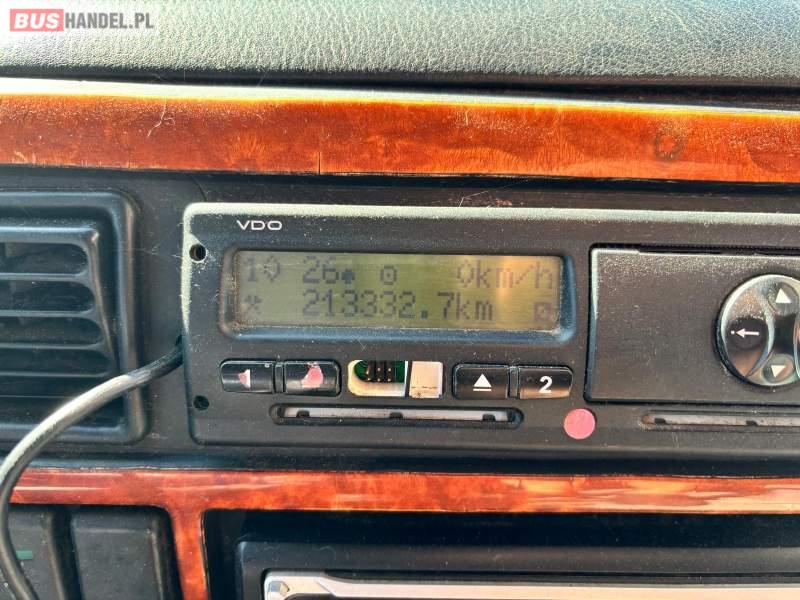 BUSHANDEL.PL
VDO
26 0km/h
213332.7km
2